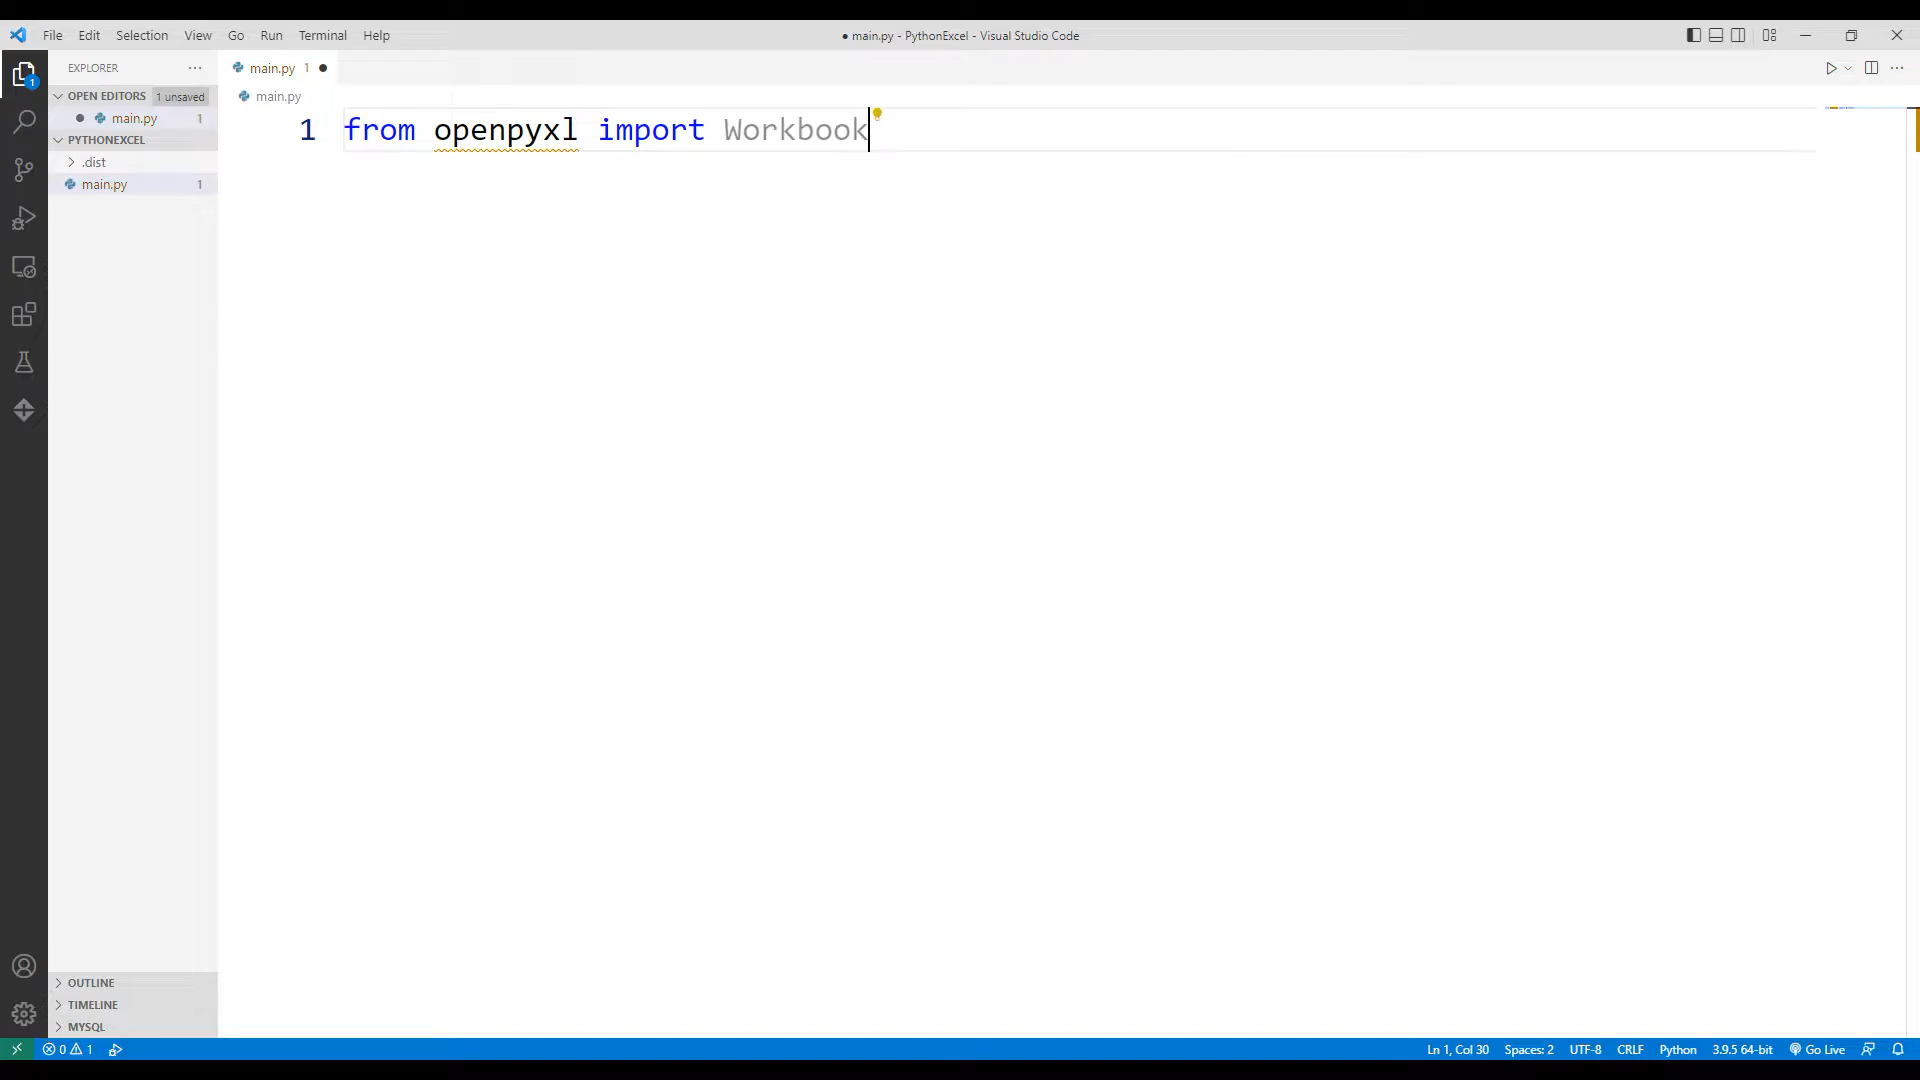 File Edit Selection View Go Run Terminal Help
● main.py - PythonExcel - Visual Studio Code
EXPLORER ···
main.py 1 ●
OPEN EDITORS 1 unsaved
main.py
1 from openpyxl import Workbook
● main.py 1
PYTHONEXCEL
.dist
main.py 1
1
OUTLINE
TIMELINE
MYSQL
0 1
Ln 1, Col 30 Spaces: 2 UTF-8 CRLF Python 3.9.5 64-bit Go Live